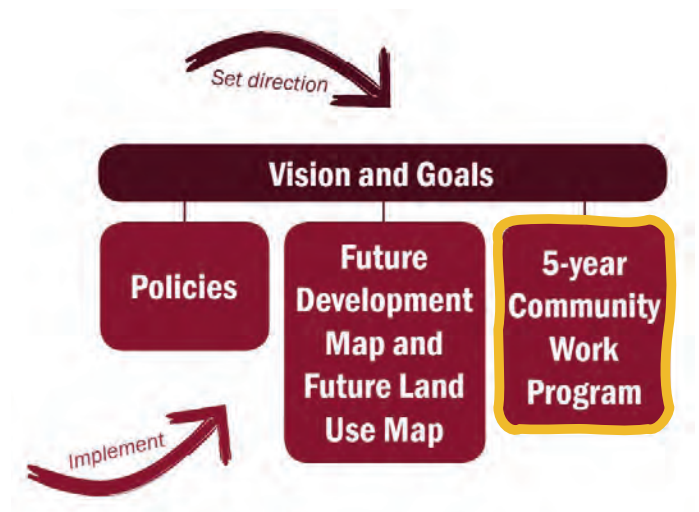 Set direction
Vision and Goals
Policies
Future
Development
Map and
Future Land
Use Map
5-year
Community
Work
Program
Implement